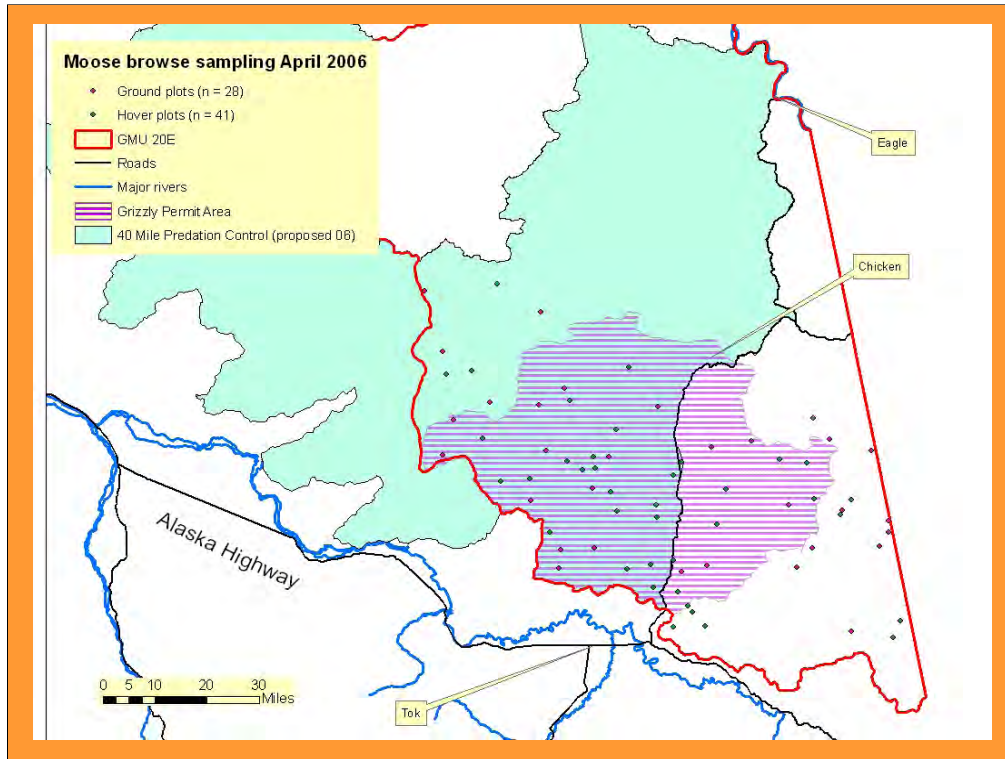 Moose browse sampling April 2006
Ground plots (n = 28)
Hover plots (n = 41)
GMU 20E
Roads
Major rivers
Grizzly Permit Area
40 Mile Predation Control (proposed 06)
Eagle
Chicken
Alaska Highway
0 5 10 20 30
Miles
Tok